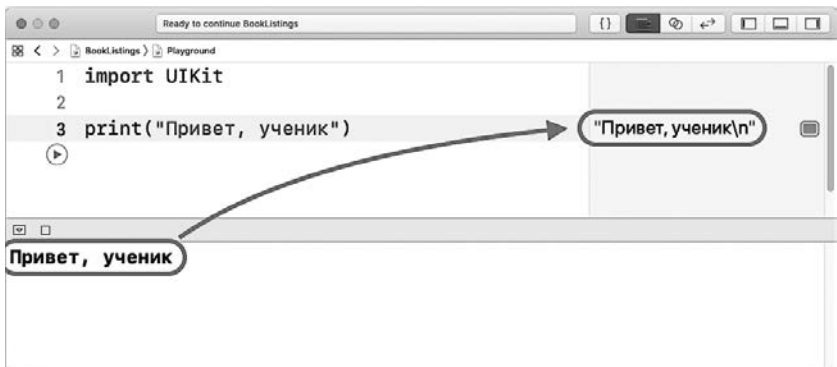 Ready to continue BookListings
{}
BookListings
Playground
1 import UIKit
2
3 print("Привет, ученик")
"Привет, ученик\n"
Привет, ученик